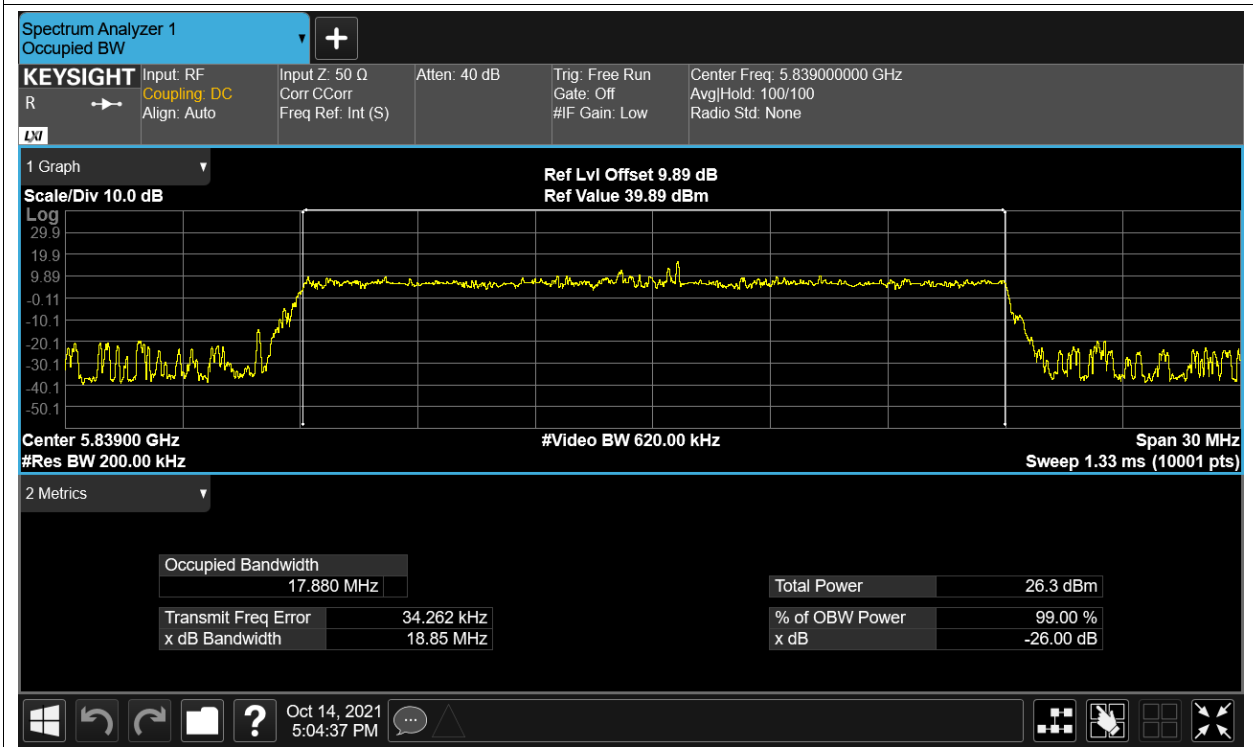 Spectrum Analyzer 1
Occupied BW
KEYSIGHT
R
LXI
Input: RF
Coupling: DC
Align: Auto
Input Z: 50 Ω
Corr CCorr
Freq Ref: Int (S)
Atten: 40 dB
Trig: Free Run
Gate: Off
#IF Gain: Low
Center Freq: 5.839000000 GHz
Avg|Hold: 100/100
Radio Std: None
1 Graph
Scale/Div 10.0 dB
Ref Lvl Offset 9.89 dB
Ref Value 39.89 dBm
Log
29.9
19.9
9.89
-0.11
-10.1
-20.1
-30.1
-40.1
-50.1
Center 5.83900 GHz
#Video BW 620.00 kHz
Span 30 MHz
#Res BW 200.00 kHz
Sweep 1.33 ms (10001 pts)
2 Metrics
Occupied Bandwidth
17.880 MHz
Total Power 26.3 dBm
Transmit Freq Error 34.262 kHz
% of OBW Power 99.00 %
x dB Bandwidth 18.85 MHz
x dB -26.00 dB
?
Oct 14, 2021
5:04:37 PM